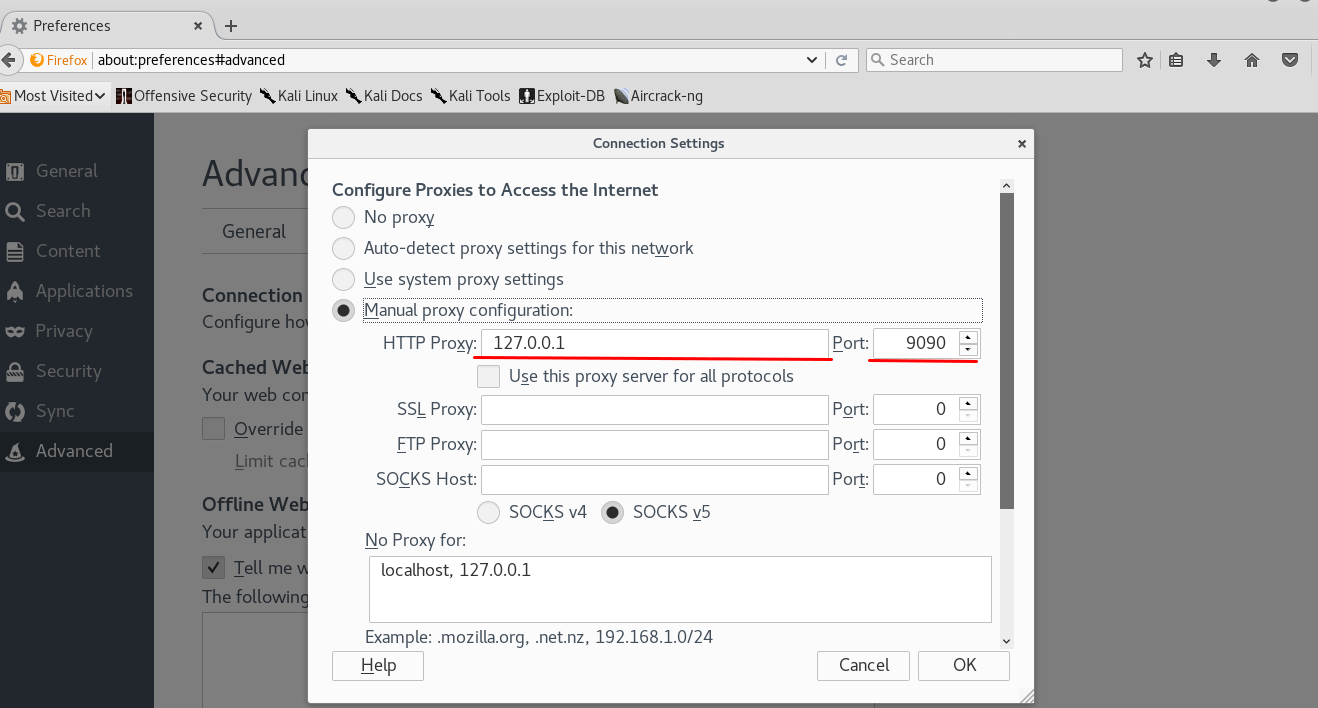 Preferences
Firefox about:preferences#advanced Search
Most Visited Offensive Security Kali Linux Kali Docs Kali Tools Exploit-DB Aircrack-ng
General
Search
Content
Applications
Privacy
Security
Sync
Advanced
Advanc
General
Connection
Configure how
Cached Web
Your web con
Override
Limit cac
Offline Web
Your applicat
Tell me w
The following
Connection Settings
Configure Proxies to Access the Internet
No proxy
Auto-detect proxy settings for this network
Use system proxy settings
Manual proxy configuration:
HTTP Proxy: 127.0.0.1 Port: 9090
Use this proxy server for all protocols
SSL Proxy: Port: 0
FTP Proxy: Port: 0
SOCKS Host: Port: 0
SOCKS v4 SOCKS v5
No Proxy for:
localhost, 127.0.0.1
Example: .mozilla.org, .net.nz, 192.168.1.0/24
Help Cancel OK